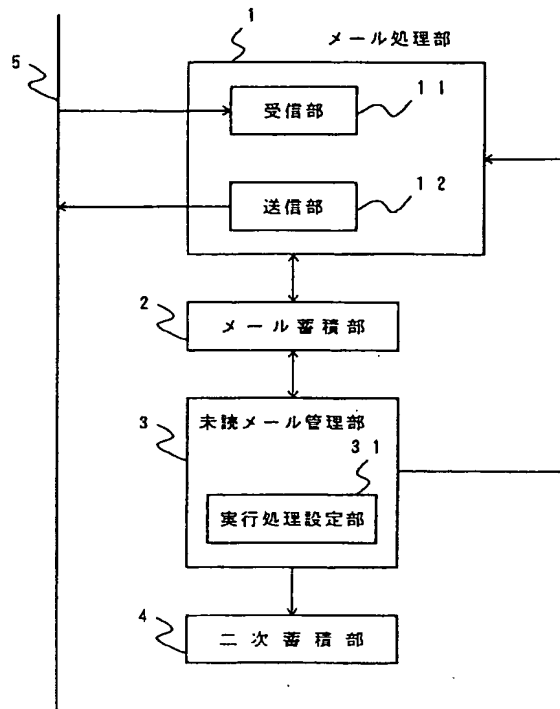 1
メール処理部
5
受信部
11
送信部
12
2
メール蓄積部
3
未読メール管理部
31
実行処理設定部
4
二次蓄積部